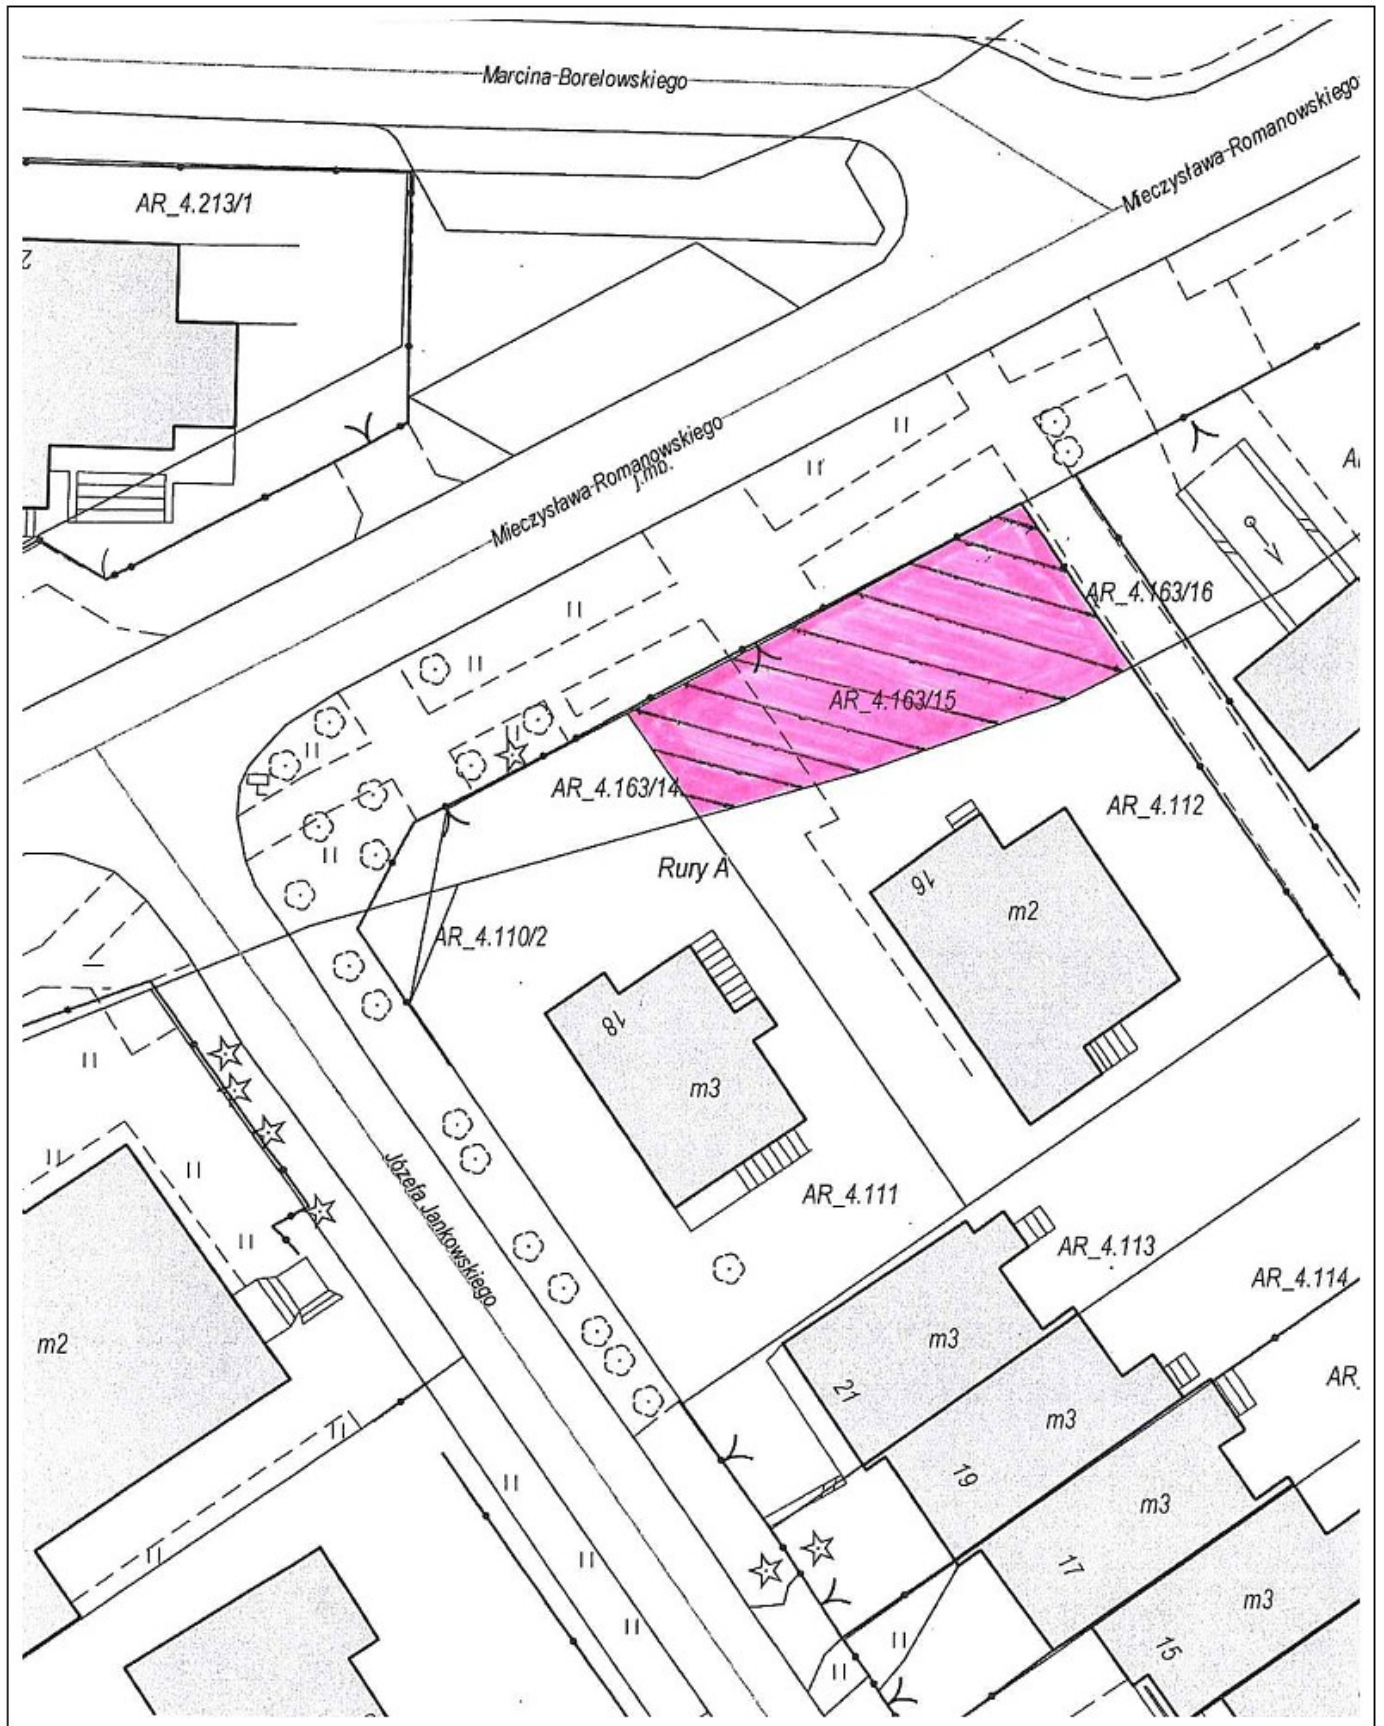 Marcina Borelowskiego
Mieczysława Romanowskiego
AR_4.213/1
2
Mieczysława Romanowskiego
j.mb.
AR_4.163/16
AR_4.163/15
AR_4.163/14
AR_4.112
Rury A
16
m2
AR_4.110/2
18
m3
AR_4.111
Józefa Jankowskiego
AR_4.113
AR_4.114
m2
m3
21
AR_
m3
19
m3
17
m3
15